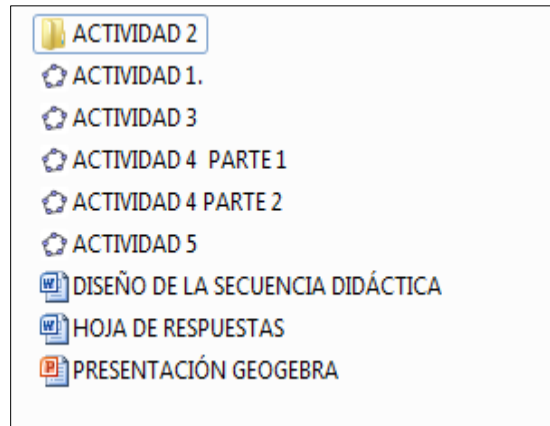 ACTIVIDAD 2
ACTIVIDAD 1.
ACTIVIDAD 3
ACTIVIDAD 4  PARTE 1
ACTIVIDAD 4 PARTE 2
ACTIVIDAD 5
DISEÑO DE LA SECUENCIA DIDÁCTICA
HOJA DE RESPUESTAS
PRESENTACIÓN GEOGEBRA